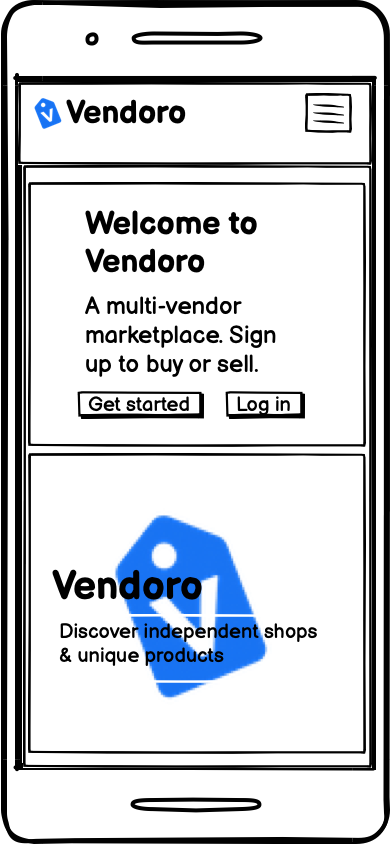 Vendoro
Welcome to
Vendoro
A multi-vendor
marketplace. Sign
up to buy or sell.
Get started
Log in
Vendoro
Discover independent shops
& unique products